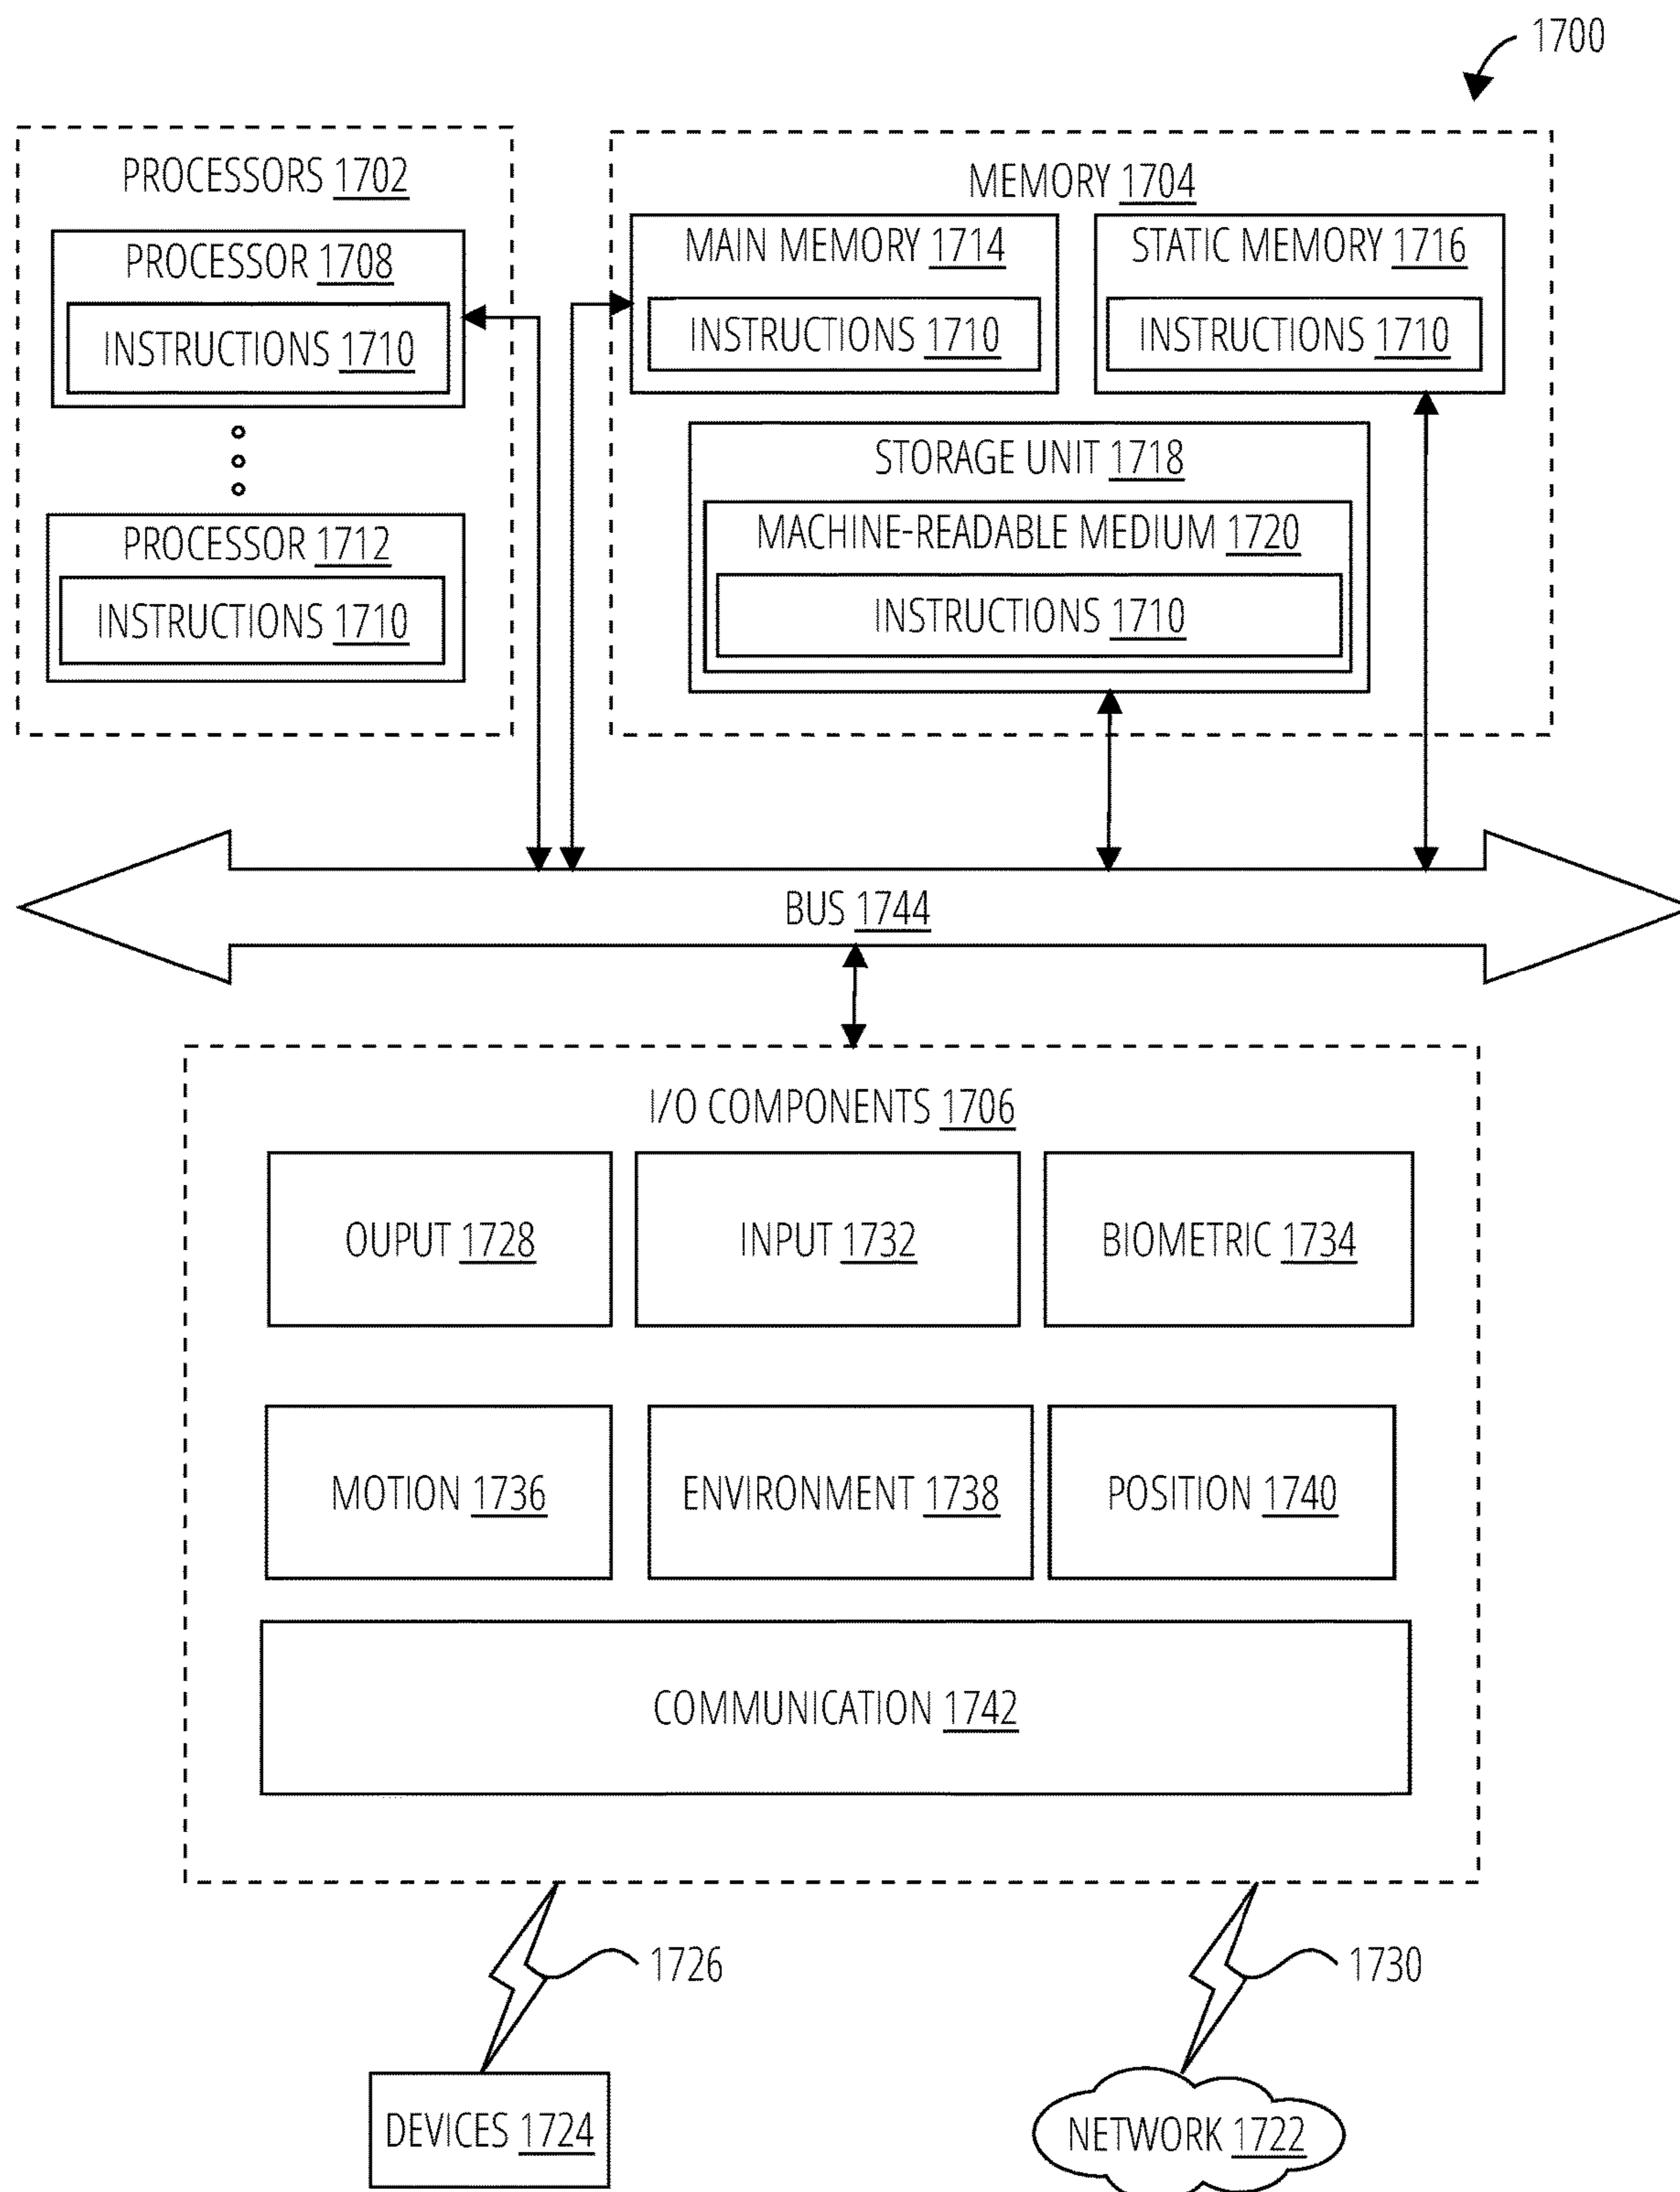 1700
PROCESSORS 1702
PROCESSOR 1708
INSTRUCTIONS 1710
PROCESSOR 1712
INSTRUCTIONS 1710
MEMORY 1704
MAIN MEMORY 1714
INSTRUCTIONS 1710
STATIC MEMORY 1716
INSTRUCTIONS 1710
STORAGE UNIT 1718
MACHINE-READABLE MEDIUM 1720
INSTRUCTIONS 1710
BUS 1744
I/O COMPONENTS 1706
OUPUT 1728
INPUT 1732
BIOMETRIC 1734
MOTION 1736
ENVIRONMENT 1738
POSITION 1740
COMMUNICATION 1742
1726
1730
DEVICES 1724
NETWORK 1722